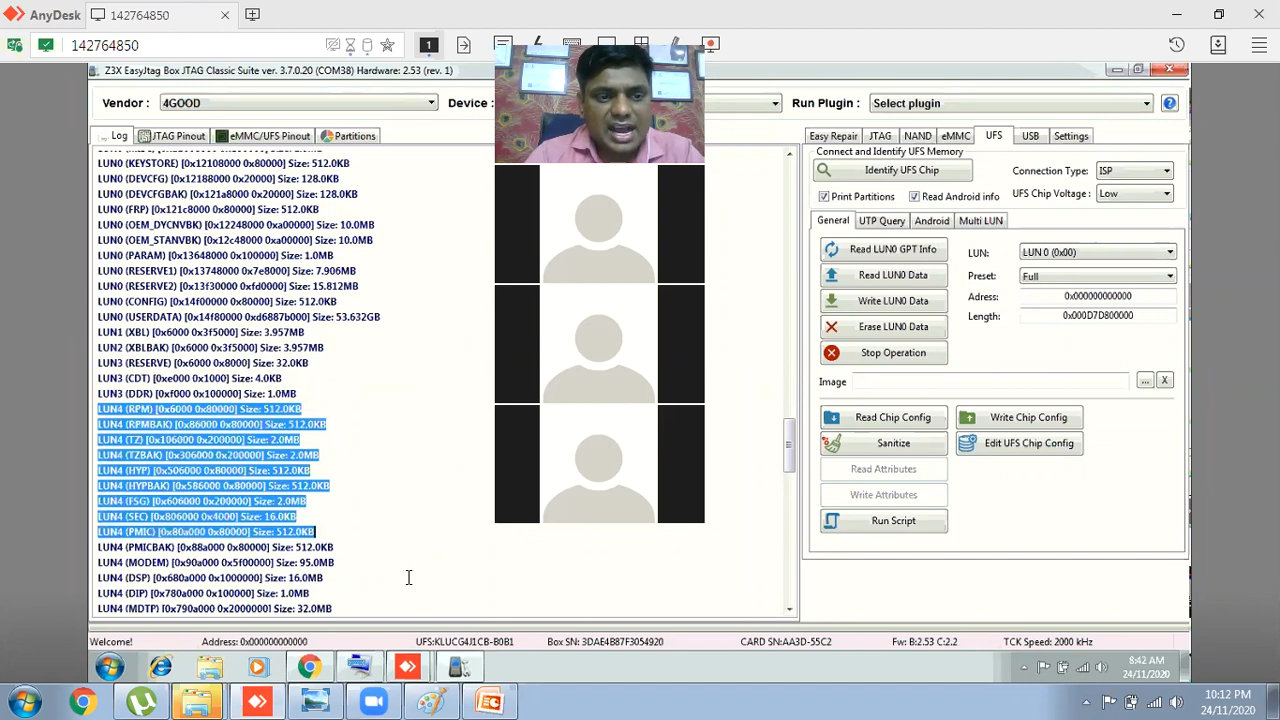 AnyDesk
142764850
142764850
1
Z3X EasyJtag Box JTAG Classic Suite ver. 3.7.0.20 (COM38) Hardware: 2.53 (rev. 1)
Vendor :
4GOOD
Device
Run Plugin :
Select plugin
Log
JTAG Pinout
eMMC/UFS Pinout
Partitions
Easy Repair
JTAG
NAND
eMMC
UFS
USB
Settings
LUN0 (KEYSTORE) [0x12108000 0x80000] Size: 512.0KB
LUN0 (DEVCFG) [0x12188000 0x20000] Size: 128.0KB
LUN0 (DEVCFGBAK) [0x121a8000 0x20000] Size: 128.0KB
LUN0 (FRP) [0x121c8000 0x80000] Size: 512.0KB
LUN0 (OEM_DYCNVBK) [0x12248000 0xa00000] Size: 10.0MB
LUN0 (OEM_STANVBK) [0x12c48000 0xa00000] Size: 10.0MB
LUN0 (PARAM) [0x13648000 0x100000] Size: 1.0MB
LUN0 (RESERVE1) [0x13748000 0x7e8000] Size: 7.906MB
LUN0 (RESERVE2) [0x13f30000 0xfd0000] Size: 15.812MB
LUN0 (CONFIG) [0x14f00000 0x80000] Size: 512.0KB
LUN0 (USERDATA) [0x14f80000 0xd6887b000] Size: 53.632GB
LUN1 (XBL) [0x6000 0x3f5000] Size: 3.957MB
LUN2 (XBLBAK) [0x6000 0x3f5000] Size: 3.957MB
LUN3 (RESERVE) [0x6000 0x8000] Size: 32.0KB
LUN3 (CDT) [0xe000 0x1000] Size: 4.0KB
LUN3 (DDR) [0xf000 0x100000] Size: 1.0MB
LUN4 (RPM) [0x6000 0x80000] Size: 512.0KB
LUN4 (RPMBAK) [0x86000 0x80000] Size: 512.0KB
LUN4 (TZ) [0x106000 0x200000] Size: 2.0MB
LUN4 (TZBAK) [0x306000 0x200000] Size: 2.0MB
LUN4 (HYP) [0x506000 0x80000] Size: 512.0KB
LUN4 (HYPBAK) [0x586000 0x80000] Size: 512.0KB
LUN4 (FSG) [0x606000 0x200000] Size: 2.0MB
LUN4 (SEC) [0x806000 0x4000] Size: 16.0KB
LUN4 (PMIC) [0x80a000 0x80000] Size: 512.0KB
LUN4 (PMICBAK) [0x88a000 0x80000] Size: 512.0KB
LUN4 (MODEM) [0x90a000 0x5f00000] Size: 95.0MB
LUN4 (DSP) [0x680a000 0x1000000] Size: 16.0MB
LUN4 (DIP) [0x780a000 0x100000] Size: 1.0MB
LUN4 (MDTP) [0x790a000 0x2000000] Size: 32.0MB
Connect and Identify UFS Memory
Identify UFS Chip
Connection Type:
ISP
Print Partitions
Read Android info
UFS Chip Voltage :
Low
General
UTP Query
Android
Multi LUN
Read LUN0 GPT Info
LUN:
LUN 0 (0x00)
Read LUN0 Data
Preset:
Full
Write LUN0 Data
Adress:
0x000000000000
Erase LUN0 Data
Length:
0x000D7D800000
Stop Operation
Image
...
X
Read Chip Config
Write Chip Config
Sanitize
Edit UFS Chip Config
Read Attributes
Write Attributes
Run Script
Welcome!
Address: 0x000000000000
UFS:KLUCG4J1CB-B0B1
Box SN: 3DAE4B87F3054920
CARD SN:AA3D-55C2
Fw: B:2.53 C:2.2
TCK Speed: 2000 kHz
8:42 AM
24/11/2020
10:12 PM
24/11/2020